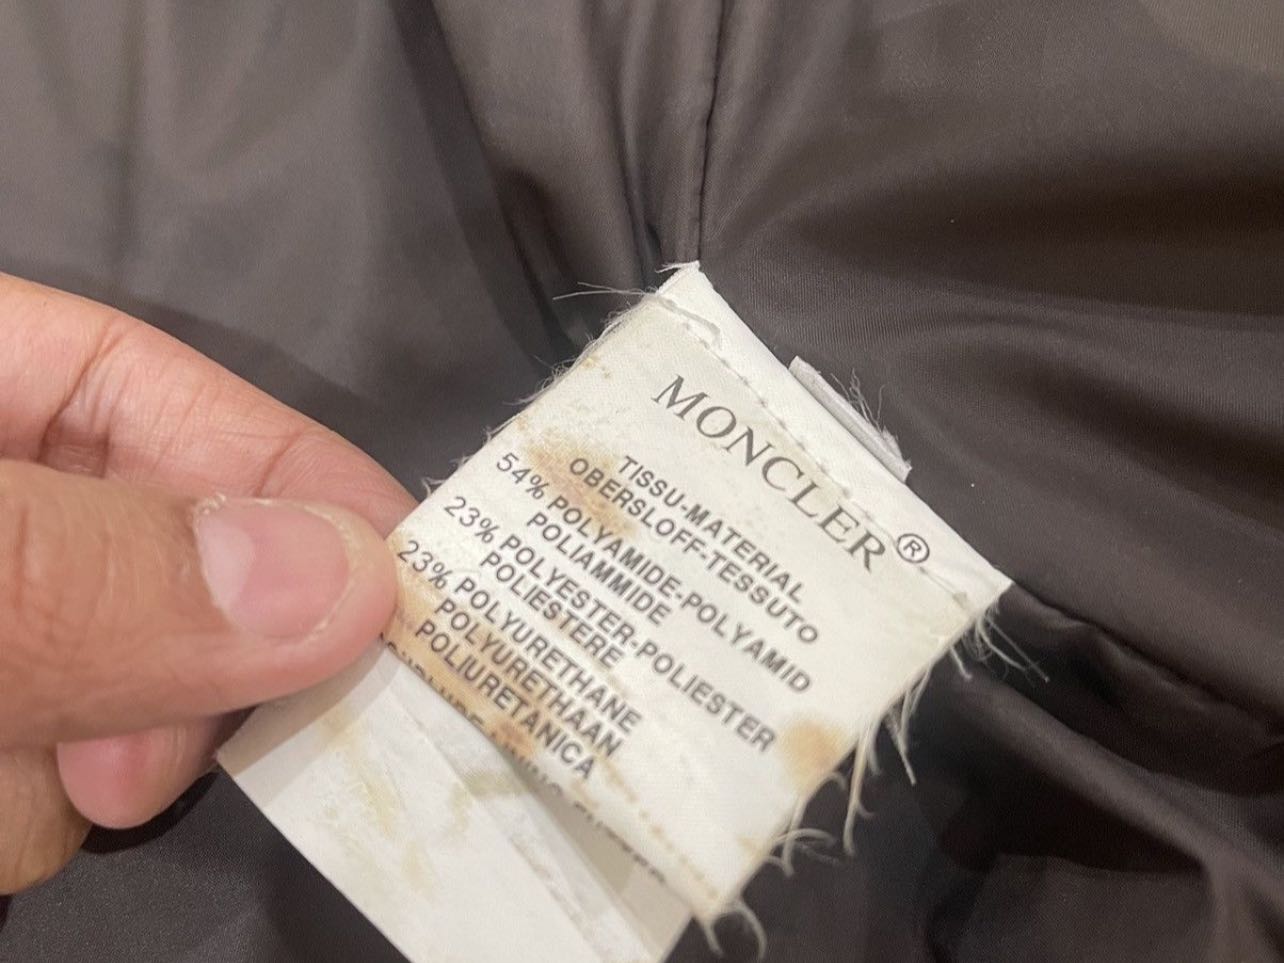 MONCLER®
TISSU-MATERIAL
OBERSLOFF-TESSUTO
54% POLYAMIDE-POLYAMID
POLIAMMIDE
23% POLYESTER-POLIESTER
POLIESTERE
23% POLYURETHANE
POLYURETHAAN
POLIURETANICA